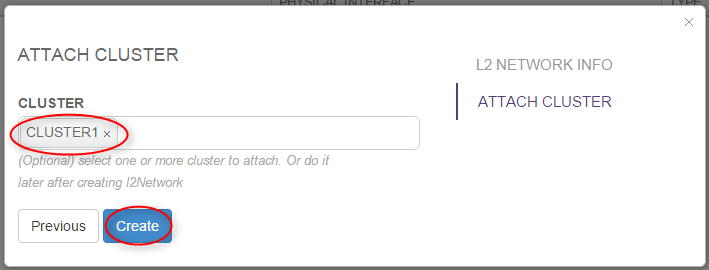 PHYSICAL INTERFACE
TYPE
×
ATTACH CLUSTER
L2 NETWORK INFO
ATTACH CLUSTER
CLUSTER
CLUSTER1 ×
(Optional) select one or more cluster to attach. Or do it
later after creating l2Network
Previous
Create